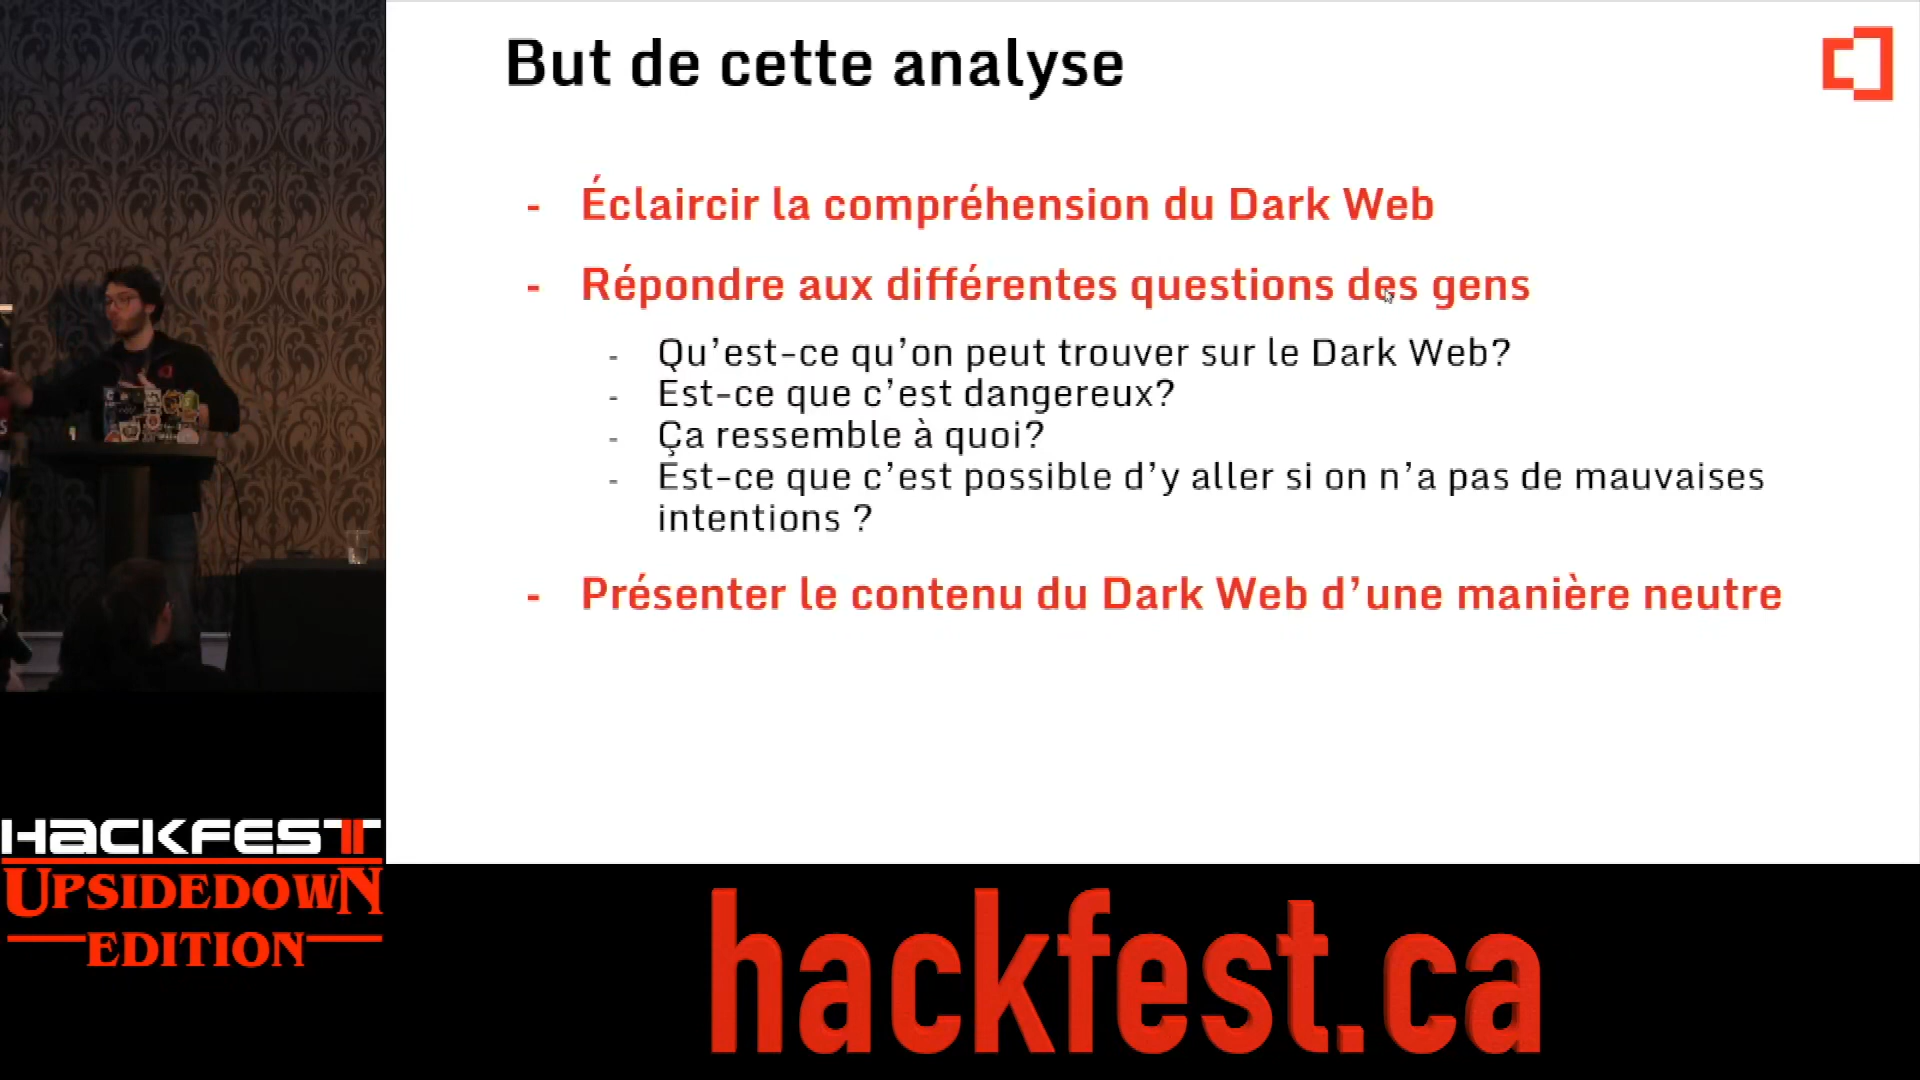 But de cette analyse
- Éclaircir la compréhension du Dark Web
- Répondre aux différentes questions des gens
- Qu’est-ce qu’on peut trouver sur le Dark Web?
- Est-ce que c’est dangereux?
- Ça ressemble à quoi?
- Est-ce que c’est possible d’y aller si on n’a pas de mauvaises
intentions ?
- Présenter le contenu du Dark Web d’une manière neutre
HACKFEST
UPSIDEDOWN
EDITION
hackfest.ca